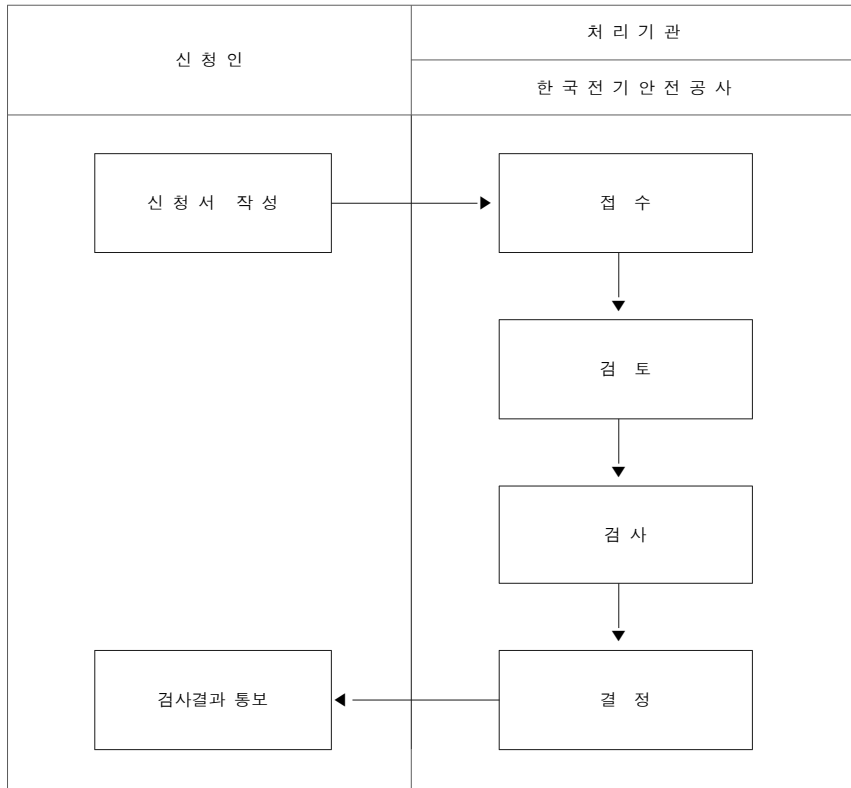 신 청 인
처 리 기 관
한 국 전 기 안 전 공 사
신 청 서 작 성
접 수
검 토
검 사
검사결과 통보
결 정